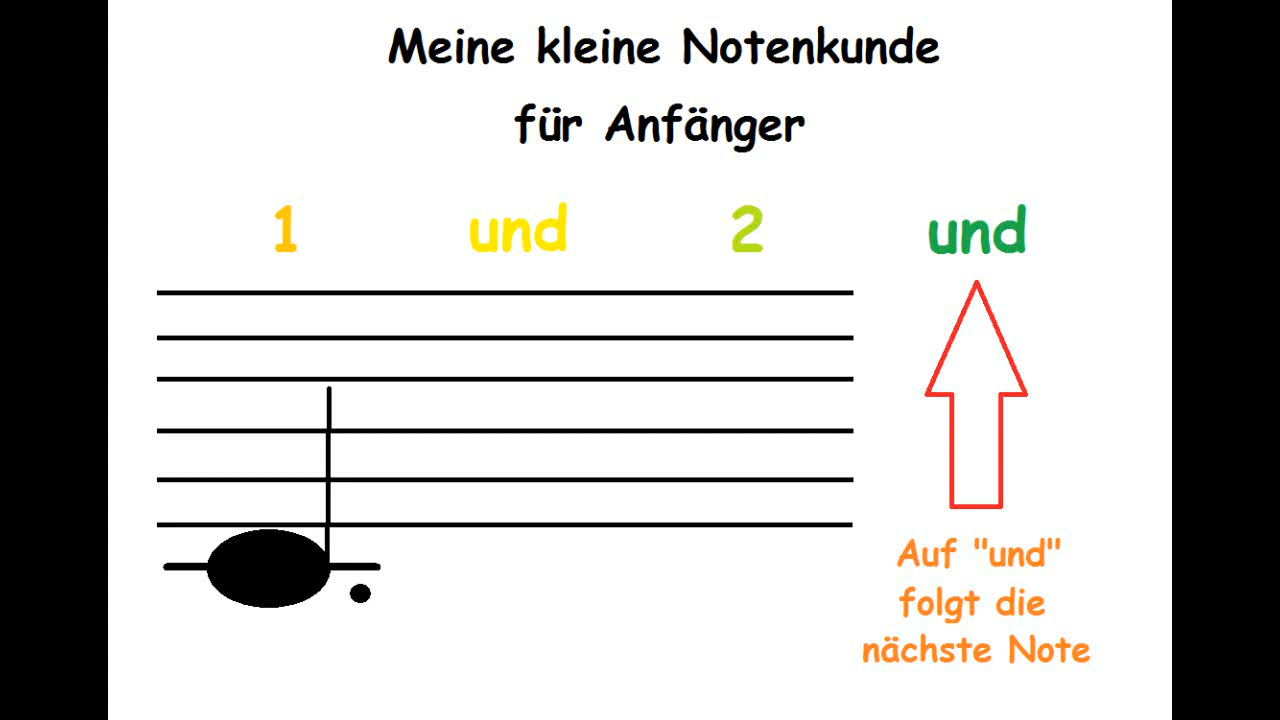 Meine kleine Notenkunde
für Anfänger
1 und 2 und
Auf "und"
folgt die
nächste Note